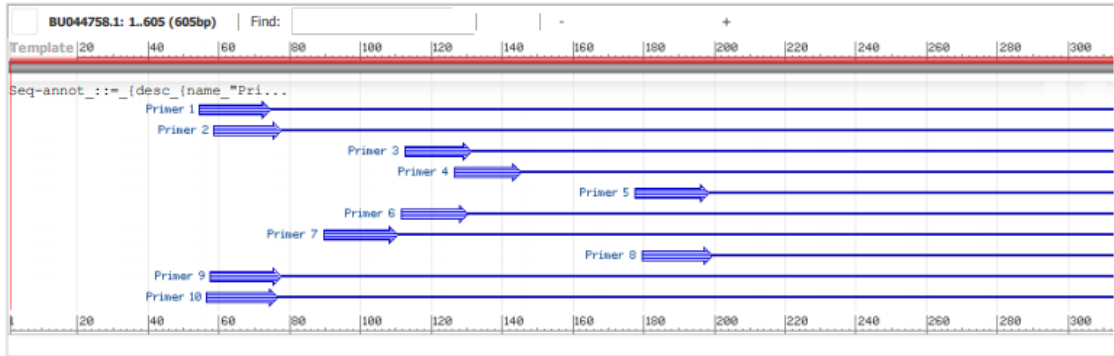 BU044758.1: 1..605 (605bp) Find: - +
Template 20 40 60 80 100 120 140 160 180 200 220 240 260 280 300
Seq-annot_::=_{desc_{name_"Pri...
Primer 1
Primer 2
Primer 3
Primer 4
Primer 5
Primer 6
Primer 7
Primer 8
Primer 9
Primer 10
1 20 40 60 80 100 120 140 160 180 200 220 240 260 280 300